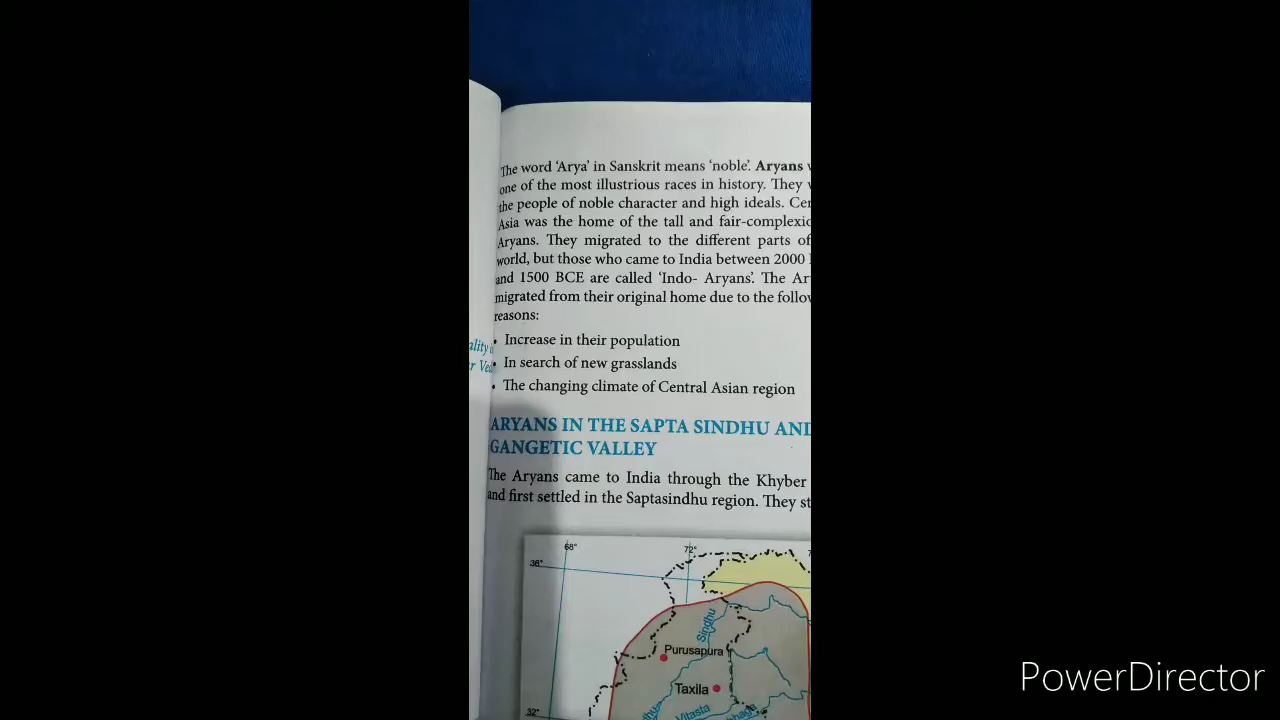 The word ‘Arya’ in Sanskrit means ‘noble’. Aryans
one of the most illustrious races in history. They
the people of noble character and high ideals.
Asia was the home of the tall and
Aryans. They migrated to the different parts of
world, but those who came to India between 2000
and 1500 BCE are called ‘Indo- Aryans’. The
migrated from their original home due to the
reasons:
• Increase in their population
• In search of new grasslands
• The changing climate of Central Asian region
ARYANS IN THE SAPTA SINDHU AND
GANGETIC VALLEY
The Aryans came to India through the Khyber
and first settled in the Saptasindhu region. They
68°
72°
36°
Sindhu
Purusapura
Taxila
Vitasta
32°
PowerDirector